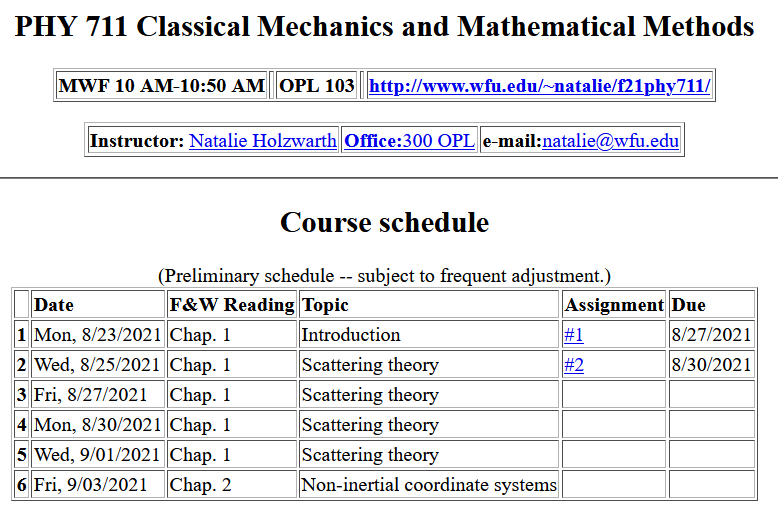 PHY 711 Classical Mechanics and Mathematical Methods
MWF 10 AM-10:50 AM OPL 103 http://www.wfu.edu/~natalie/f21phy711/
Instructor: Natalie Holzwarth Office:300 OPL e-mail:natalie@wfu.edu
Course schedule
(Preliminary schedule -- subject to frequent adjustment.)
Date F&W Reading Topic Assignment Due
1 Mon, 8/23/2021 Chap. 1 Introduction #1 8/27/2021
2 Wed, 8/25/2021 Chap. 1 Scattering theory #2 8/30/2021
3 Fri, 8/27/2021 Chap. 1 Scattering theory
4 Mon, 8/30/2021 Chap. 1 Scattering theory
5 Wed, 9/01/2021 Chap. 1 Scattering theory
6 Fri, 9/03/2021 Chap. 2 Non-inertial coordinate systems